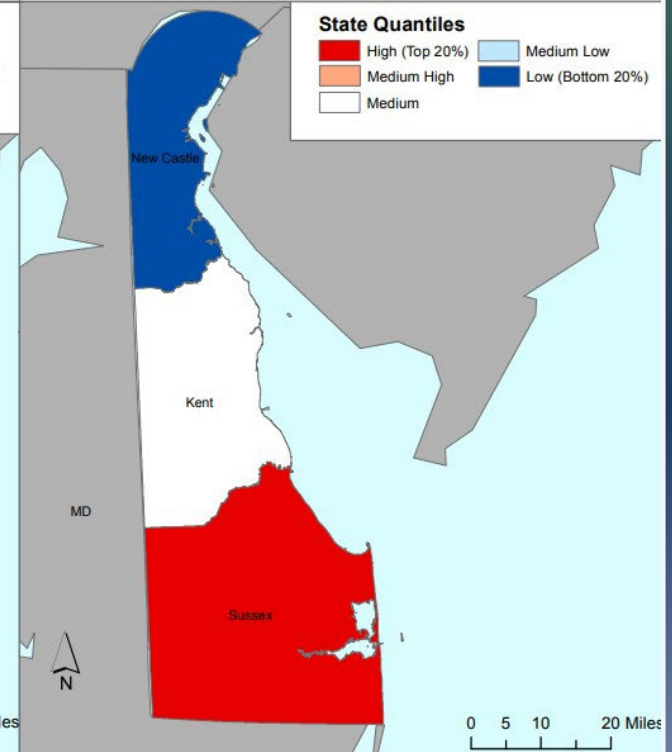 State Quantiles
High (Top 20%) Medium Low
Medium High Low (Bottom 20%)
Medium
New Castle
Kent
MD
Sussex
N
0 5 10 20 Miles
les